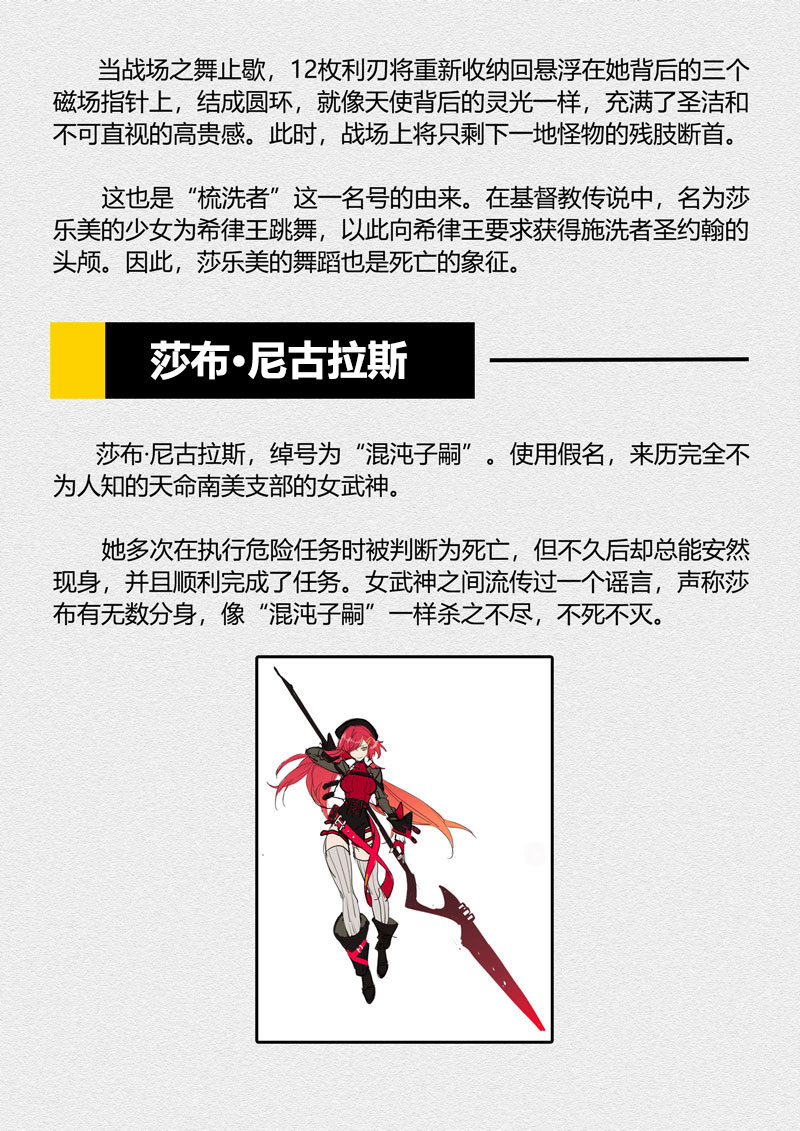 当战场之舞止歇，12枚利刃将重新收纳回悬浮在她背后的三个
磁场指针上，结成圆环，就像天使背后的灵光一样，充满了圣洁和
不可直视的高贵感。此时，战场上将只剩下一地怪物的残肢断首。
这也是“梳洗者”这一名号的由来。在基督教传说中，名为莎
乐美的少女为希律王跳舞，以此向希律王要求获得施洗者圣约翰的
头颅。因此，莎乐美的舞蹈也是死亡的象征。
莎布·尼古拉斯
莎布·尼古拉斯，绰号为“混沌子嗣”。使用假名，来历完全不
为人知的天命南美支部的女武神。
她多次在执行危险任务时被判断为死亡，但不久后却总能安然
现身，并且顺利完成了任务。女武神之间流传过一个谣言，声称莎
布有无数分身，像“混沌子嗣”一样杀之不尽，不死不灭。